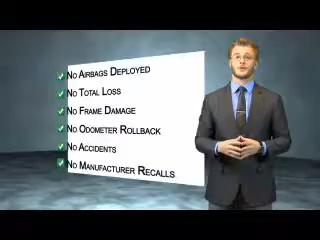 No Airbags Deployed
No Total Loss
No Frame Damage
No Odometer Rollback
No Accidents
No Manufacturer Recalls